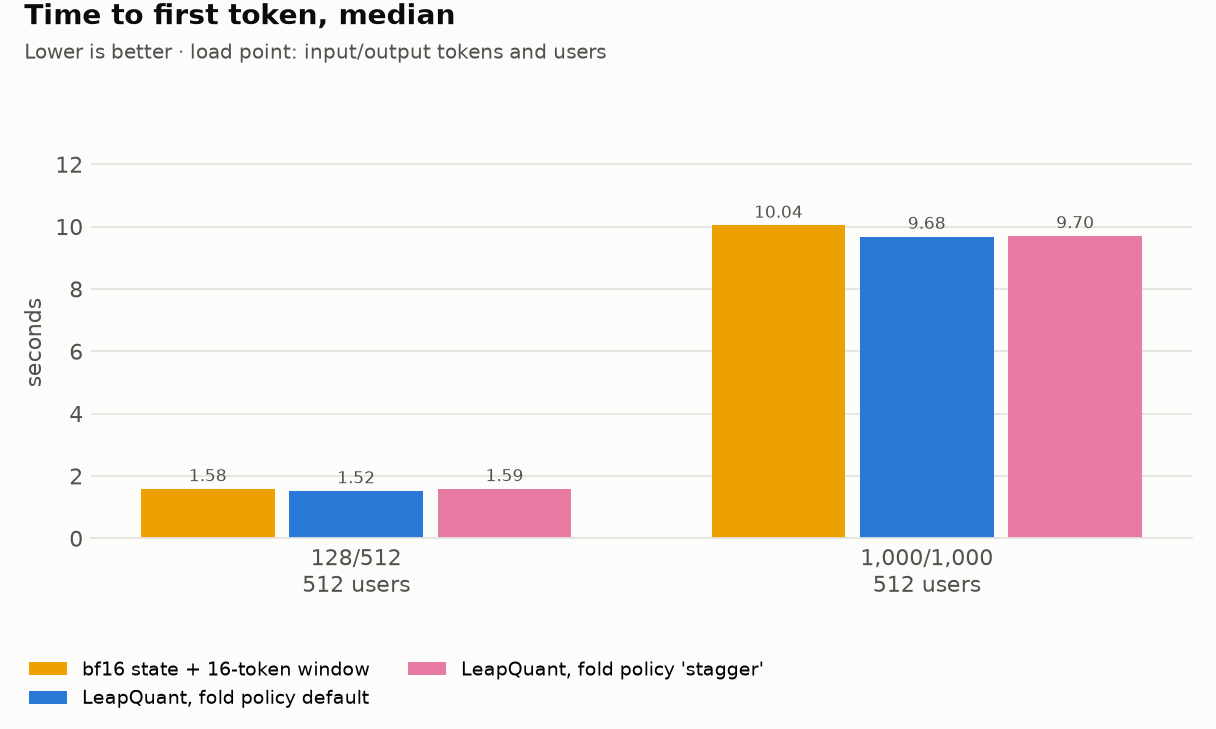 Time to first token, median
Lower is better · load point: input/output tokens and users
seconds
12
10
8
6
4
2
0
1.58
1.52
1.59
10.04
9.68
9.70
128/512
512 users
1,000/1,000
512 users
bf16 state + 16-token window
LeapQuant, fold policy default
LeapQuant, fold policy 'stagger'